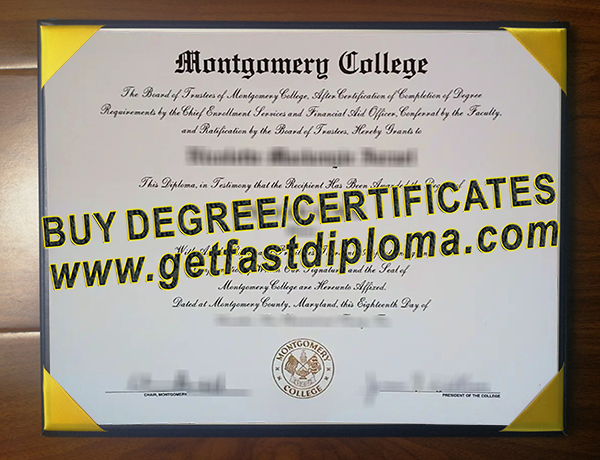 Montgomery College
The Board of Trustees of Montgomery College, After Certification of Completion of Degree
Requirements by the Chief Enrollment Services and Financial Aid Officer, Conferral by the Faculty,
and Ratification by the Board of Trustees, Hereby Grants to
This Diploma, in Testimony that the Recipient Has Been Awarded the
BUY DEGREE/CERTIFICATES
www.getfastdiploma.com
Our Signature and the Seal of
Montgomery College are Hereunto Affixed.
Dated at Montgomery County, Maryland, this Eighteenth Day of
MONTGOMERY
COLLEGE
CHAIR, MONTGOMERY
PRESIDENT OF THE COLLEGE